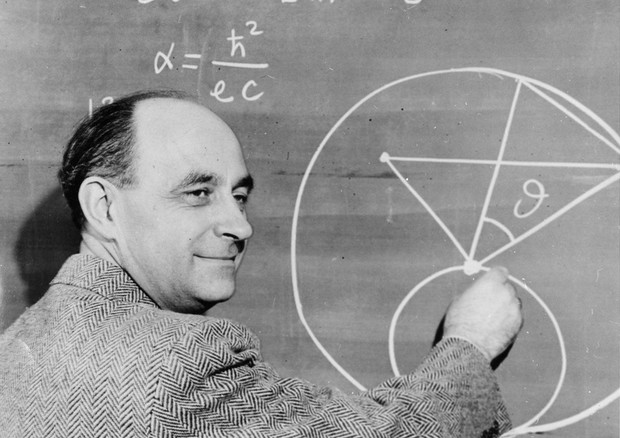 α = ħ²/ec
ϑ